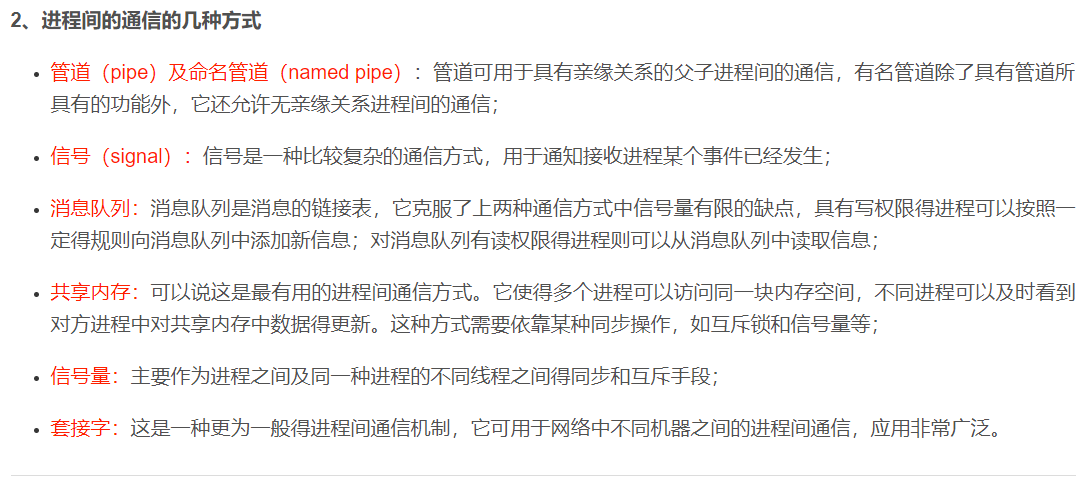 2、进程间的通信的几种方式
管道（pipe）及命名管道（named pipe）：管道可用于具有亲缘关系的父子进程间的通信，有名管道除了具有管道所
具有的功能外，它还允许无亲缘关系进程间的通信；
信号（signal）：信号是一种比较复杂的通信方式，用于通知接收进程某个事件已经发生；
消息队列：消息队列是消息的链接表，它克服了上两种通信方式中信号量有限的缺点，具有写权限得进程可以按照一
定得规则向消息队列中添加新信息；对消息队列有读权限得进程则可以从消息队列中读取信息；
共享内存：可以说这是最有用的进程间通信方式。它使得多个进程可以访问同一块内存空间，不同进程可以及时看到
对方进程中对共享内存中数据得更新。这种方式需要依靠某种同步操作，如互斥锁和信号量等；
信号量：主要作为进程之间及同一种进程的不同线程之间得同步和互斥手段；
套接字：这是一种更为一般得进程间通信机制，它可用于网络中不同机器之间的进程间通信，应用非常广泛。